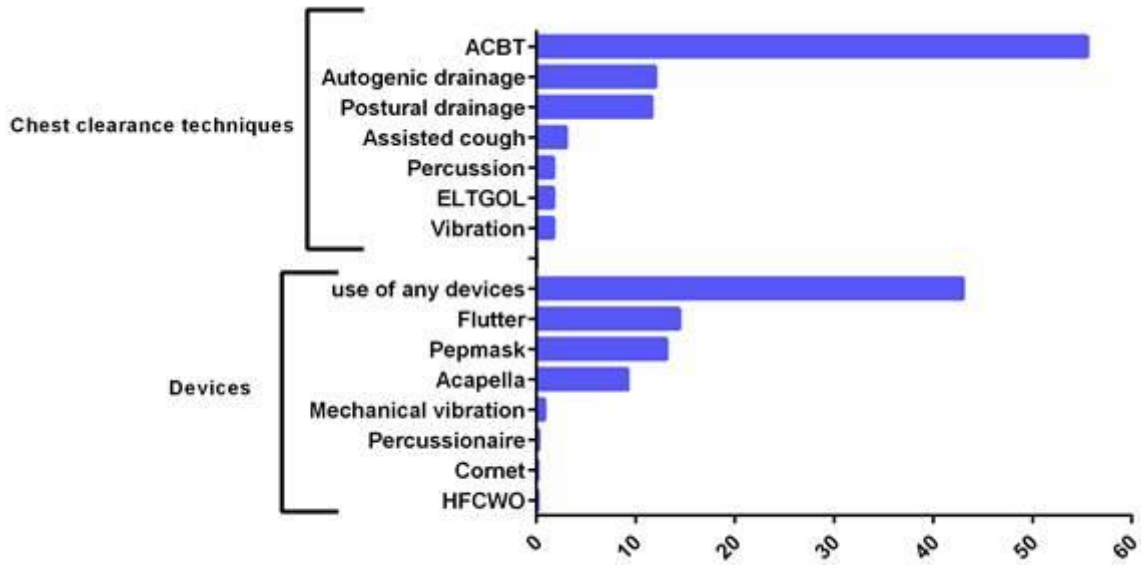 Chest clearance techniques
ACBT
Autogenic drainage
Postural drainage
Assisted cough
Percussion
ELTGOL
Vibration
Devices
use of any devices
Flutter
Pepmask
Acapella
Mechanical vibration
Percussionaire
Cornet
HFCWO
0 10 20 30 40 50 60